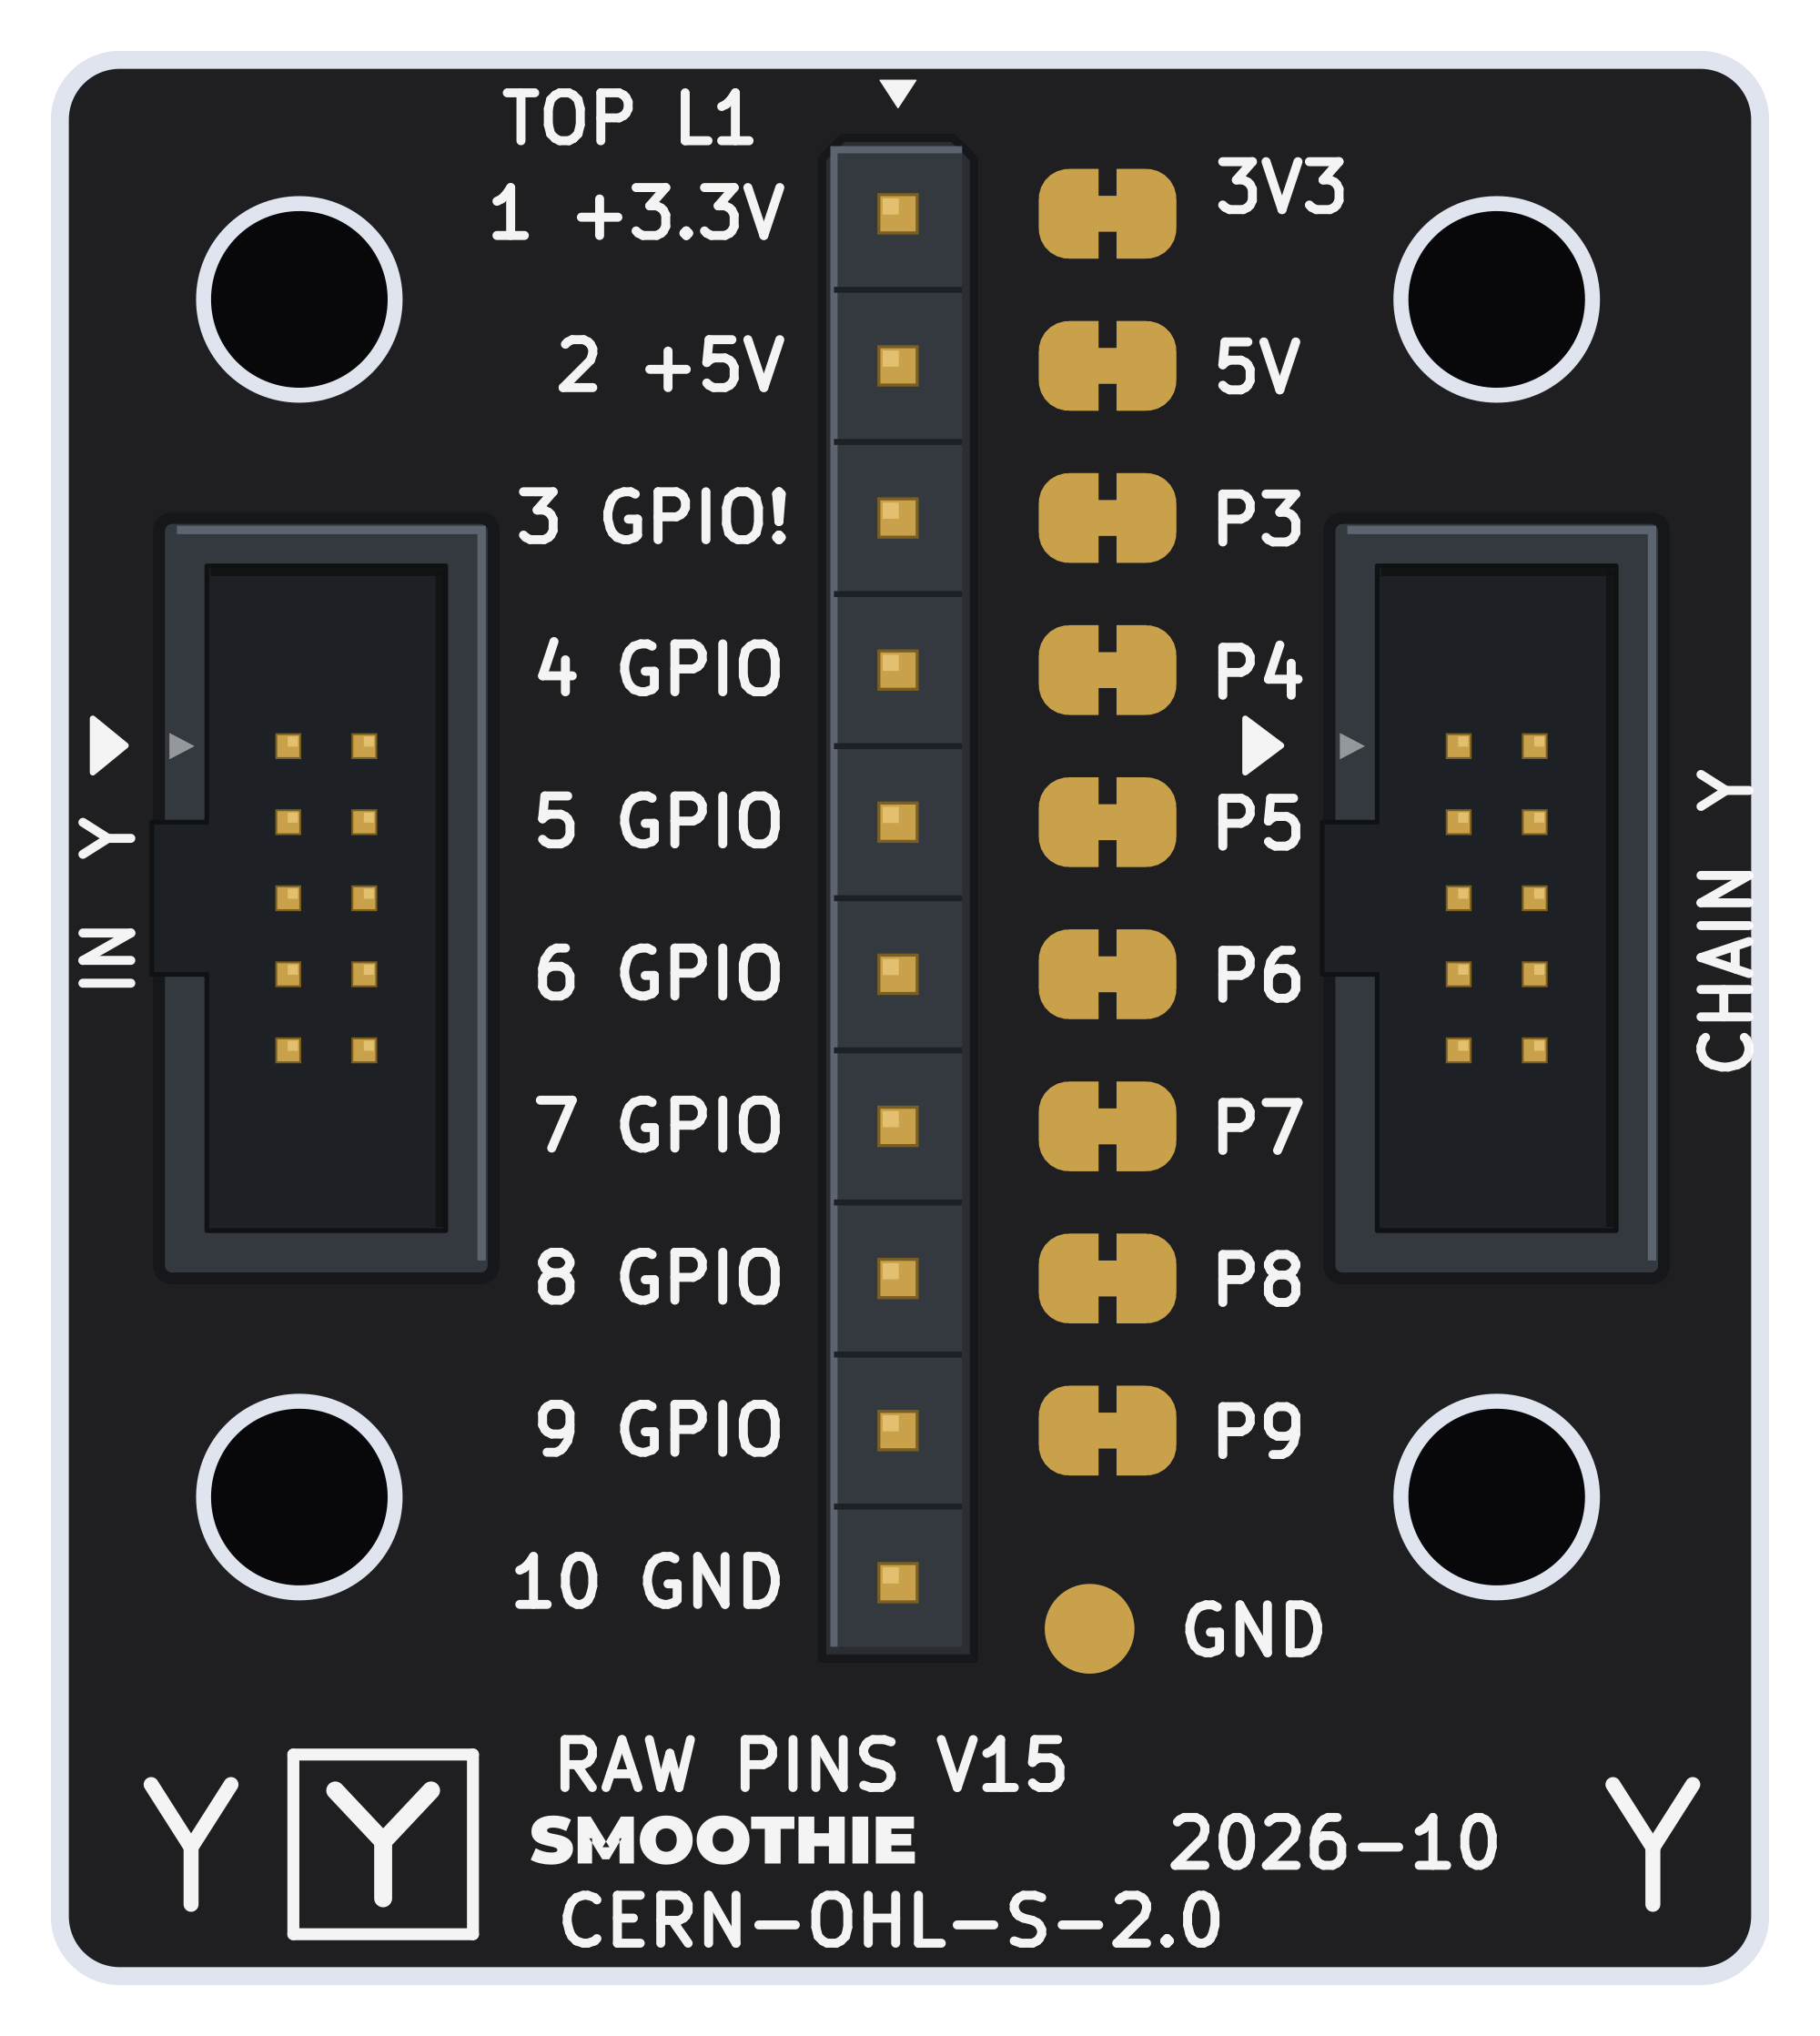 TOP L1
1 +3.3V
3V3
2 +5V
5V
3 GPIO!
P3
4 GPIO
P4
5 GPIO
P5
6 GPIO
P6
7 GPIO
P7
8 GPIO
P8
9 GPIO
P9
10 GND
GND
IN Y
CHAIN Y
RAW PINS V15
SMOOTHIE
2026-10
CERN-OHL-S-2.0
Y
Y
Y